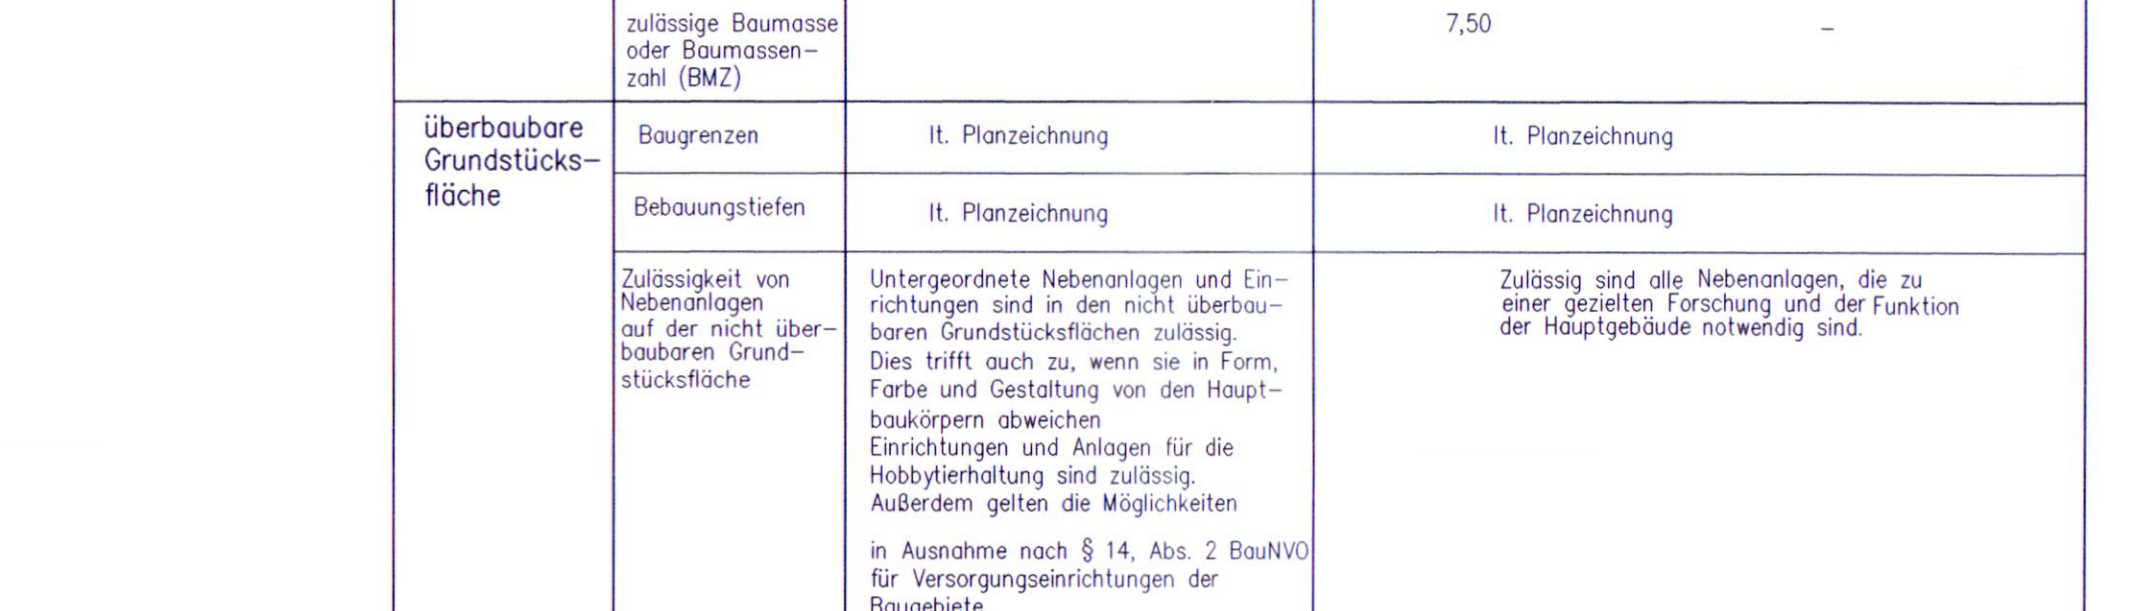 zulässige Baumasse
oder Baumassen–
zahl (BMZ)
7,50
–
überbaubare
Grundstücks–
fläche
Baugrenzen
lt. Planzeichnung
lt. Planzeichnung
Bebauungstiefen
lt. Planzeichnung
lt. Planzeichnung
Zulässigkeit von
Nebenanlagen
auf der nicht über–
baubaren Grund–
stücksfläche
Untergeordnete Nebenanlagen und Ein–
richtungen sind in den nicht überbau–
baren Grundstücksflächen zulässig.
Dies trifft auch zu, wenn sie in Form,
Farbe und Gestaltung von den Haupt–
baukörpern abweichen
Einrichtungen und Anlagen für die
Hobbytierhaltung sind zulässig.
Außerdem gelten die Möglichkeiten
in Ausnahme nach § 14, Abs. 2 BauNVO
für Versorgungseinrichtungen der
Baugebiete
Zulässig sind alle Nebenanlagen, die zu
einer gezielten Forschung und der Funktion
der Hauptgebäude notwendig sind.